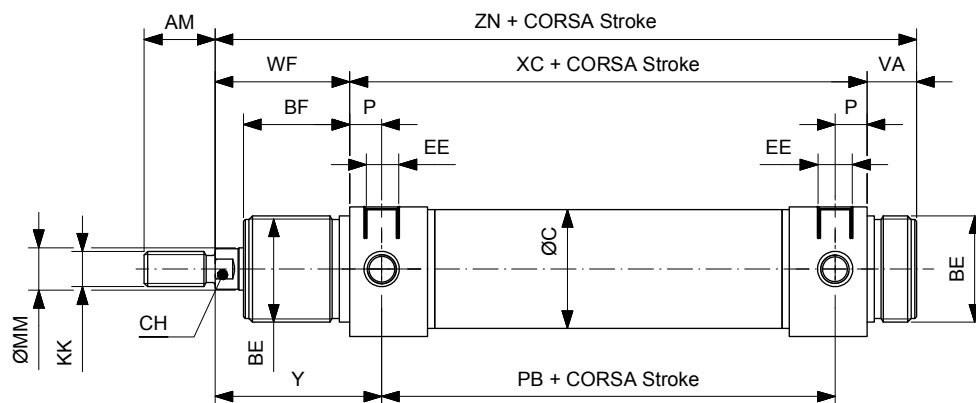 ZN + CORSA Stroke
AM
WF
XC + CORSA Stroke
VA
BF
P
P
EE
EE
ØC
BE
ØMM
KK
CH
BE
Y
PB + CORSA Stroke